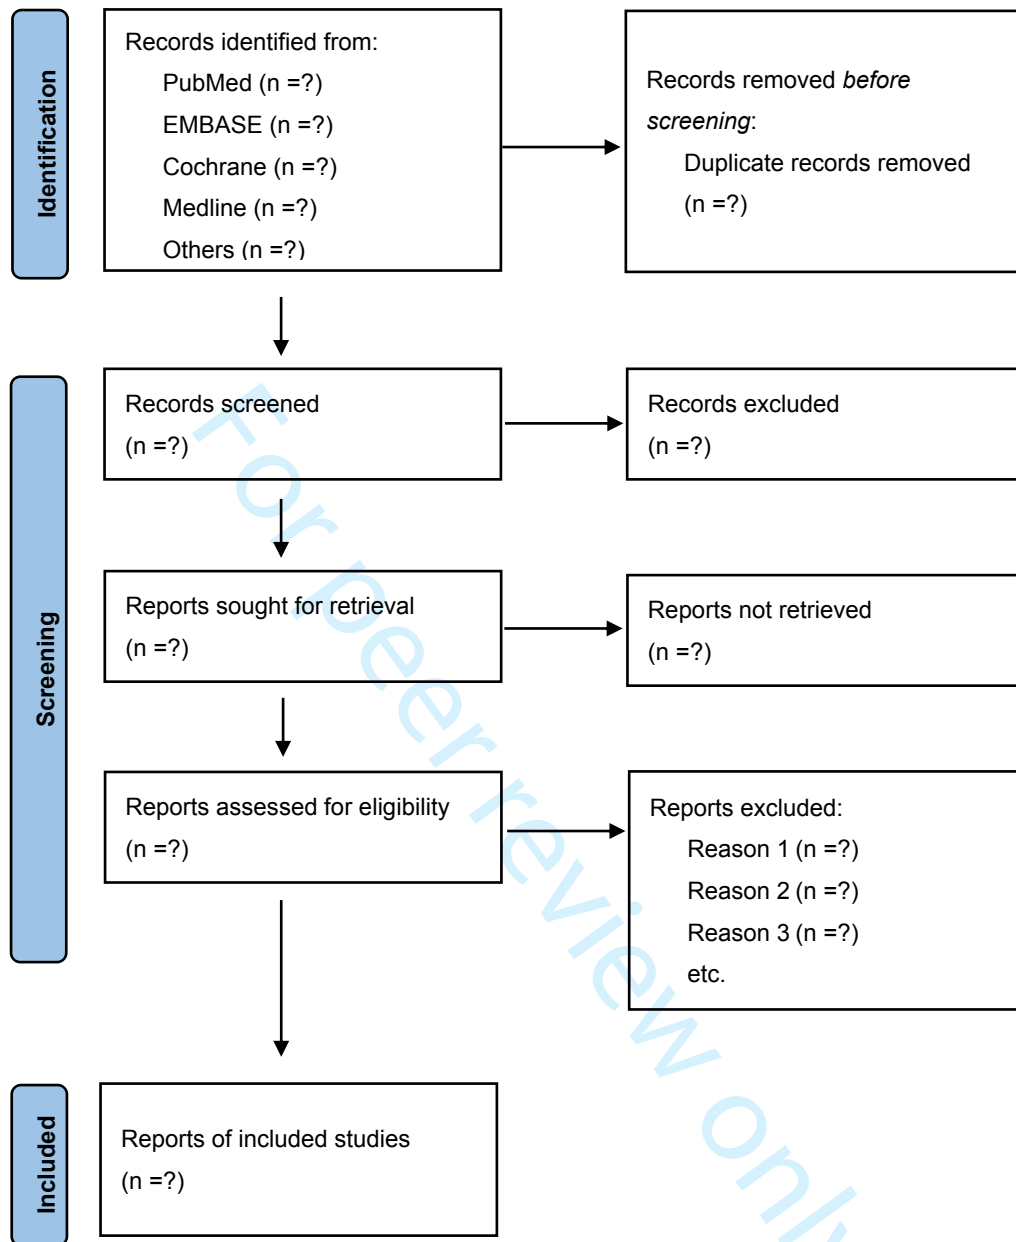 Identification
Records identified from:
PubMed (n =?)
EMBASE (n =?)
Cochrane (n =?)
Medline (n =?)
Others (n =?)
Records removed before
screening:
Duplicate records removed
(n =?)
Screening
Records screened
(n =?)
Records excluded
(n =?)
Reports sought for retrieval
(n =?)
Reports not retrieved
(n =?)
Reports assessed for eligibility
(n =?)
Reports excluded:
Reason 1 (n =?)
Reason 2 (n =?)
Reason 3 (n =?)
etc.
Included
Reports of included studies
(n =?)
For peer review only